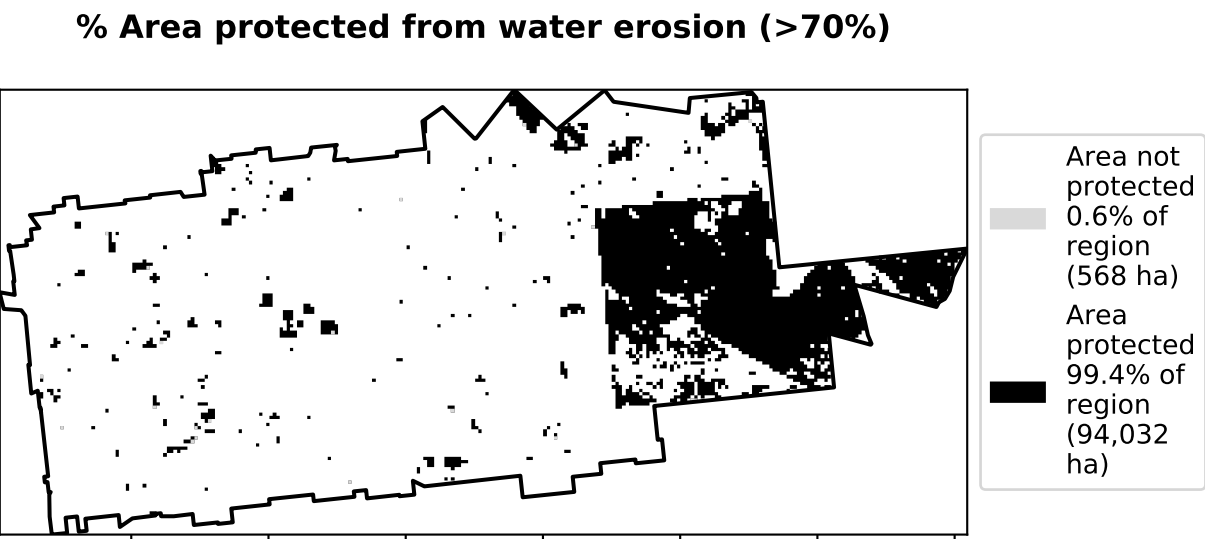 % Area protected from water erosion (>70%)
Area not
protected
0.6% of
region
(568 ha)
Area
protected
99.4% of
region
(94,032
ha)